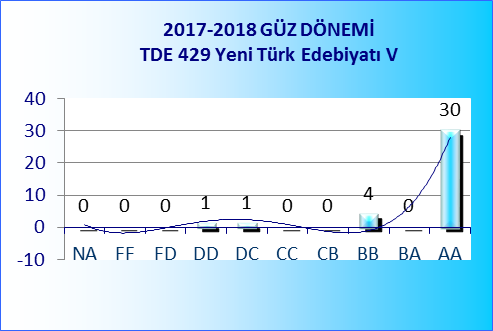 2017-2018 GÜZ DÖNEMİ
TDE 429 Yeni Türk Edebiyatı V
40
30
20
10
0
-10
0 0 0 1 1 0 0 4 0 30
NA FF FD DD DC CC CB BB BA AA